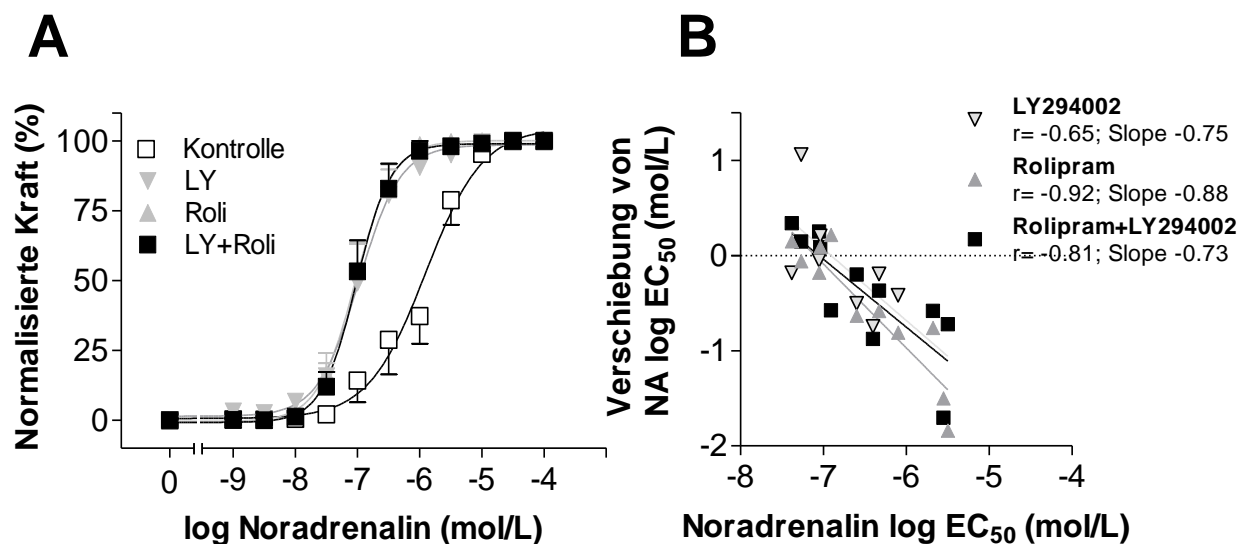 A
Normalisierte Kraft (%)
100
75
50
25
0
Kontrolle
LY
Roli
LY+Roli
0 -9 -8 -7 -6 -5 -4
log Noradrenalin (mol/L)
B
Verschiebung von
NA log EC₅₀ (mol/L)
1
0
-1
-2
LY294002
r= -0.65; Slope -0.75
Rolipram
r= -0.92; Slope -0.88
Rolipram+LY294002
r= -0.81; Slope -0.73
-8 -7 -6 -5 -4
Noradrenalin log EC₅₀ (mol/L)